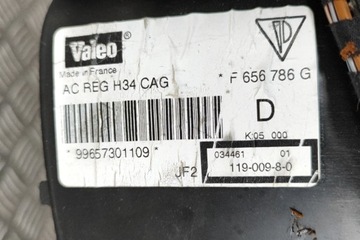 Valeo
Made in France
AC REG H34 CAG
* F 656 786 G
D
K:05 000
* 99657301109 *
JF2
034461 01
119-009-8-0